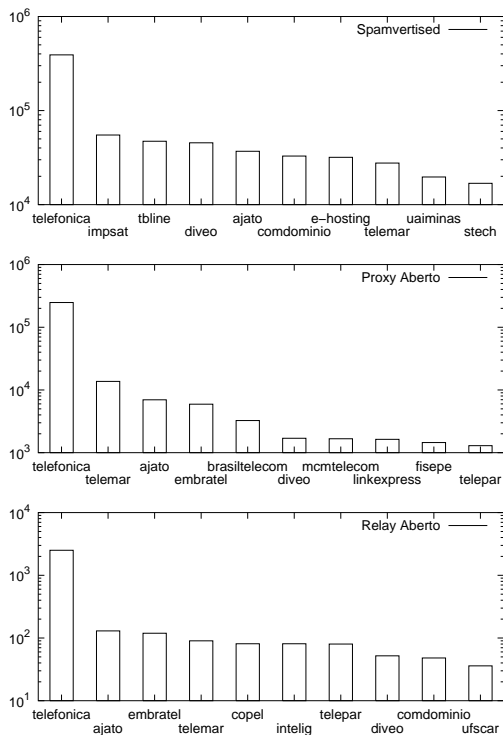 Spamvertised
10^6
10^5
10^4
telefonica
impsat
tbline
diveo
ajato
comdominio
e-hosting
telemar
uaiminas
stech
Proxy Aberto
10^6
10^5
10^4
10^3
telefonica
telemar
ajato
embratel
brasiltelecom
diveo
mcmtelecom
linkexpress
fisepe
telepar
Relay Aberto
10^4
10^3
10^2
10^1
telefonica
ajato
embratel
telemar
copel
intelig
telepar
diveo
comdominio
ufscar